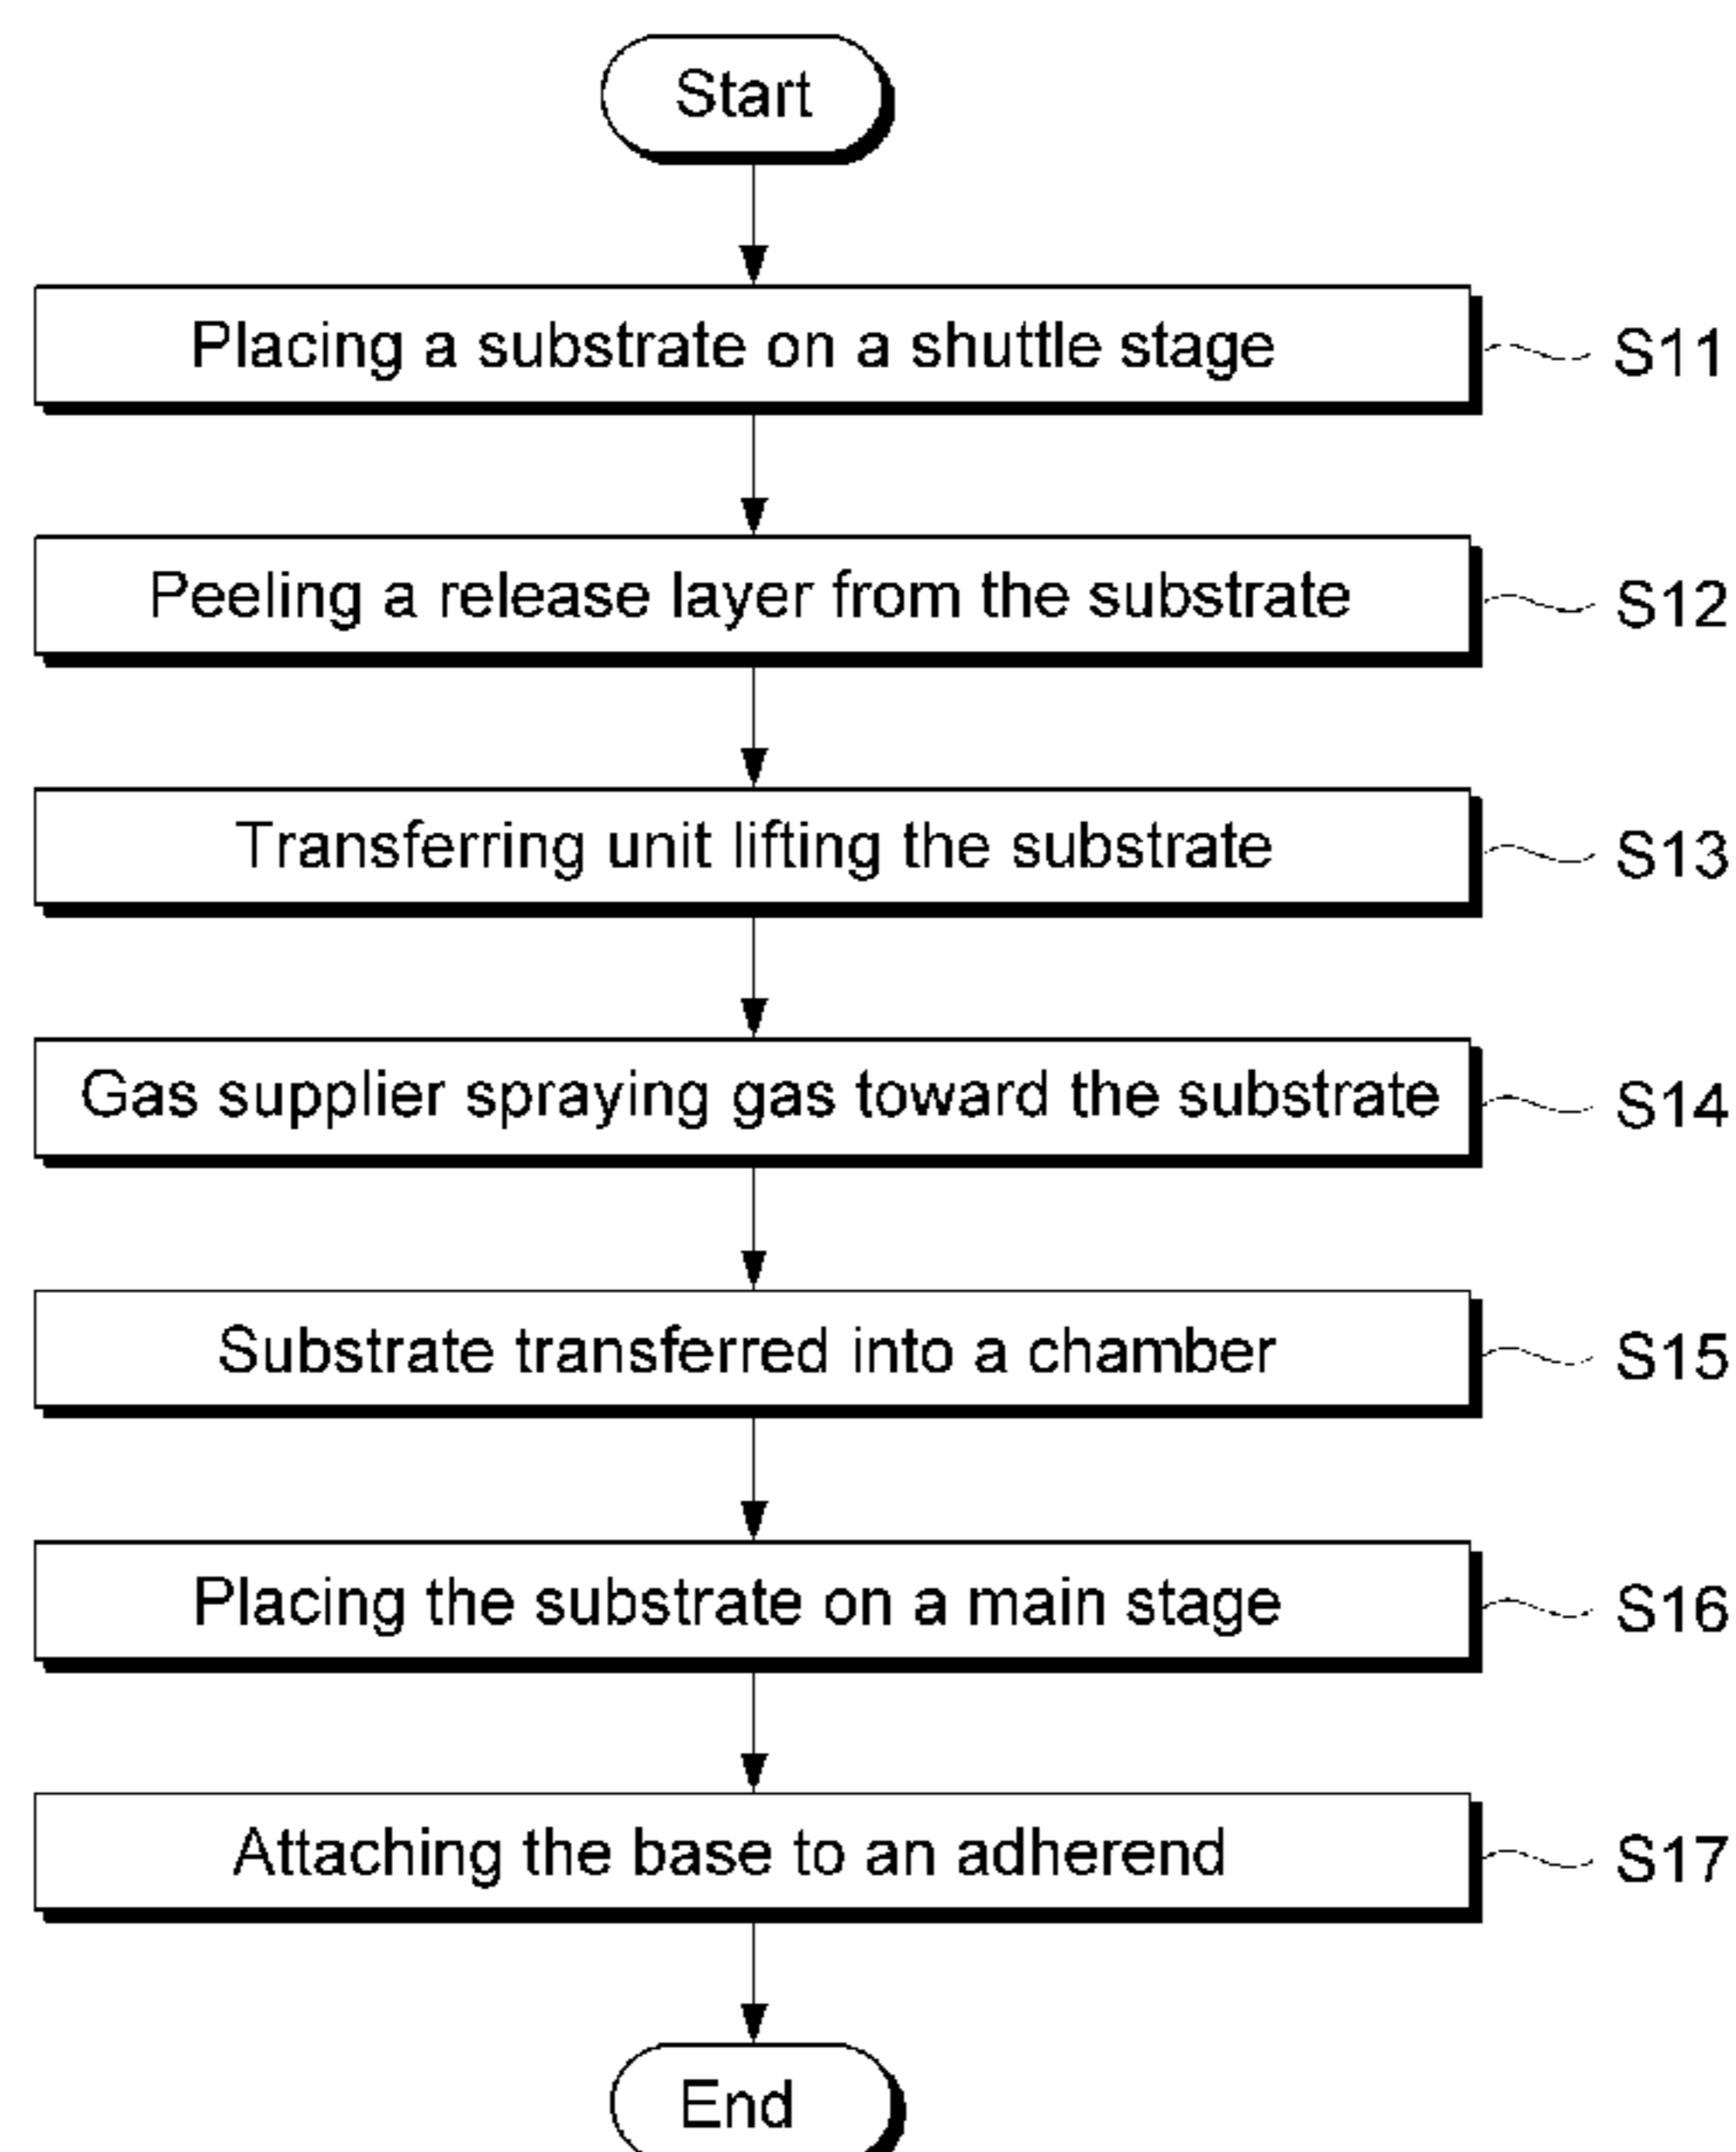 Start
Placing a substrate on a shuttle stage S11
Peeling a release layer from the substrate S12
Transferring unit lifting the substrate S13
Gas supplier spraying gas toward the substrate S14
Substrate transferred into a chamber S15
Placing the substrate on a main stage S16
Attaching the base to an adherend S17
End